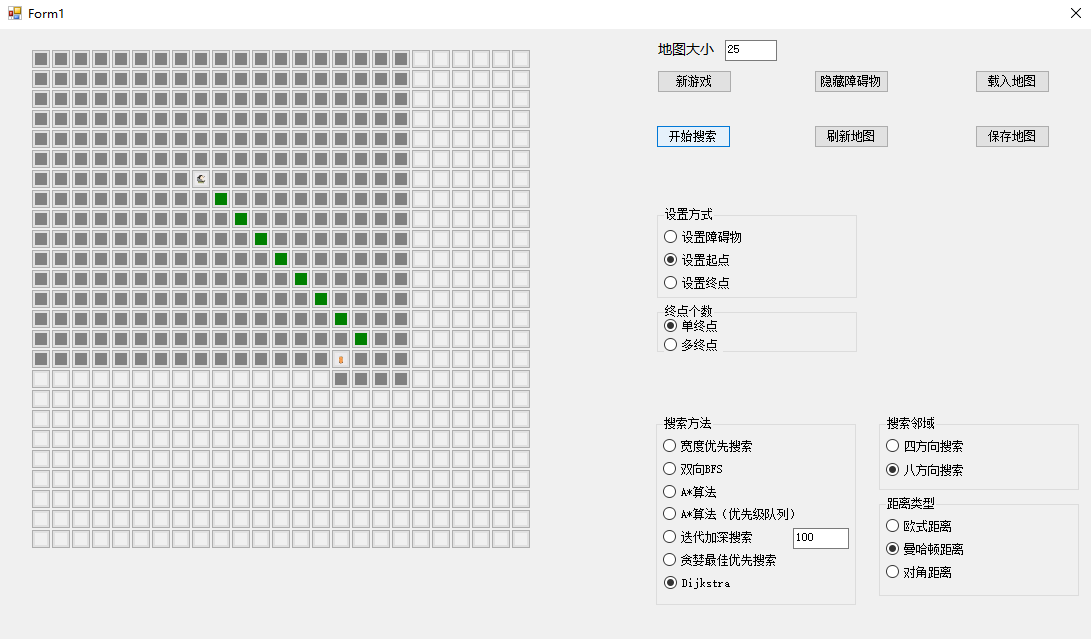 Form1
地图大小 25
新游戏 隐藏障碍物 载入地图
开始搜索 刷新地图 保存地图
设置方式
设置障碍物
设置起点
设置终点
终点个数
单终点
多终点
搜索方法
宽度优先搜索
双向BFS
A*算法
A*算法（优先级队列）
迭代加深搜索 100
贪婪最佳优先搜索
Dijkstra
搜索邻域
四方向搜索
八方向搜索
距离类型
欧式距离
曼哈顿距离
对角距离